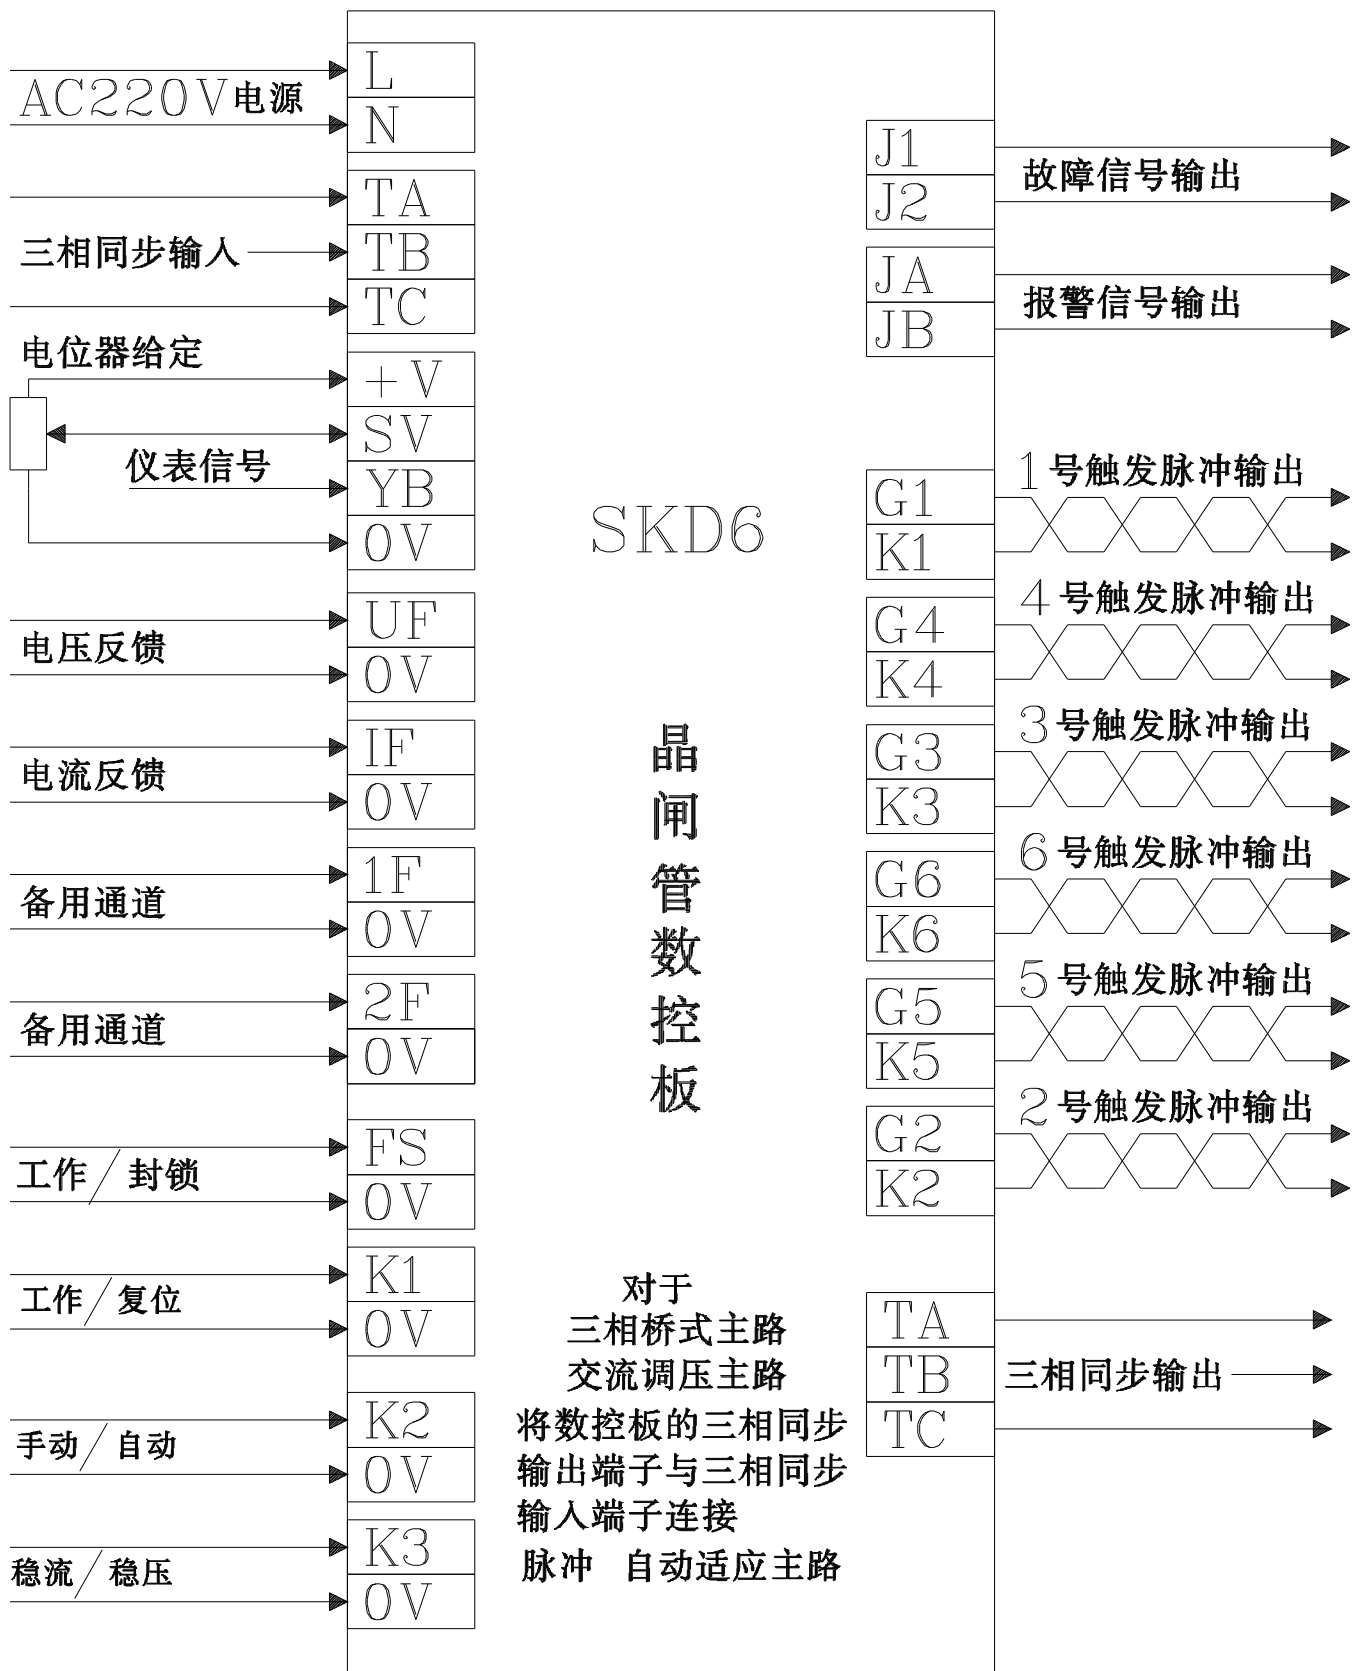 L
AC220V电源
N
TA
三相同步输入
TB
TC
电位器给定
+V
SV
仪表信号
YB
0V
UF
电压反馈
0V
IF
电流反馈
0V
1F
备用通道
0V
2F
备用通道
0V
FS
工作/封锁
0V
K1
工作/复位
0V
K2
手动/自动
0V
K3
稳流/稳压
0V
SKD6
晶
闸
管
数
控
板
对于
三相桥式主路
交流调压主路
将数控板的三相同步
输出端子与三相同步
输入端子连接
脉冲 自动适应主路
J1
故障信号输出
J2
JA
报警信号输出
JB
1号触发脉冲输出
G1
K1
4号触发脉冲输出
G4
K4
3号触发脉冲输出
G3
K3
6号触发脉冲输出
G6
K6
5号触发脉冲输出
G5
K5
2号触发脉冲输出
G2
K2
TA
TB
三相同步输出
TC